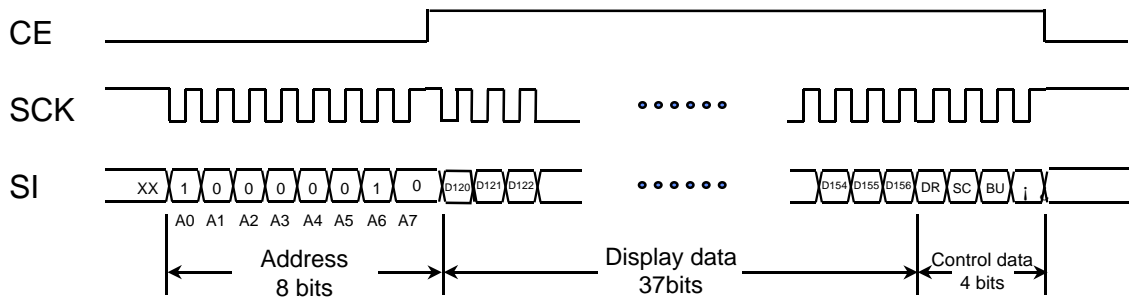 CE
SCK
SI
XX 1 0 0 0 0 0 1 0 D120 D121 D122 D154 D155 D156 DR SC BU ¡
A0 A1 A2 A3 A4 A5 A6 A7
Address
8 bits
Display data
37bits
Control data
4 bits